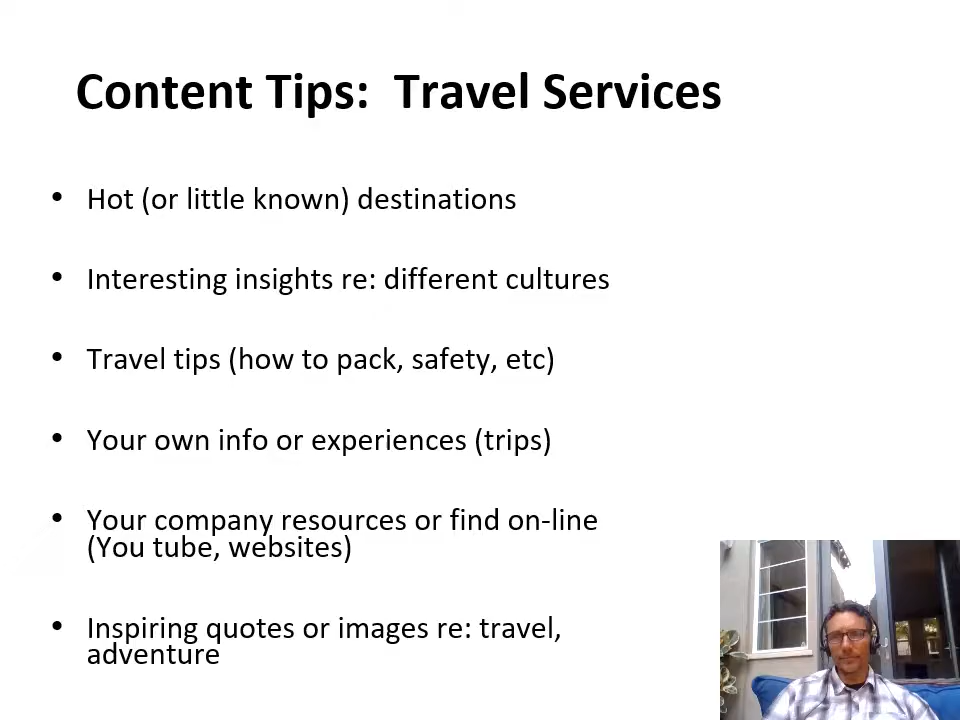 Content Tips:  Travel Services
• Hot (or little known) destinations
• Interesting insights re: different cultures
• Travel tips (how to pack, safety, etc)
• Your own info or experiences (trips)
• Your company resources or find on-line
(You tube, websites)
• Inspiring quotes or images re: travel,
adventure